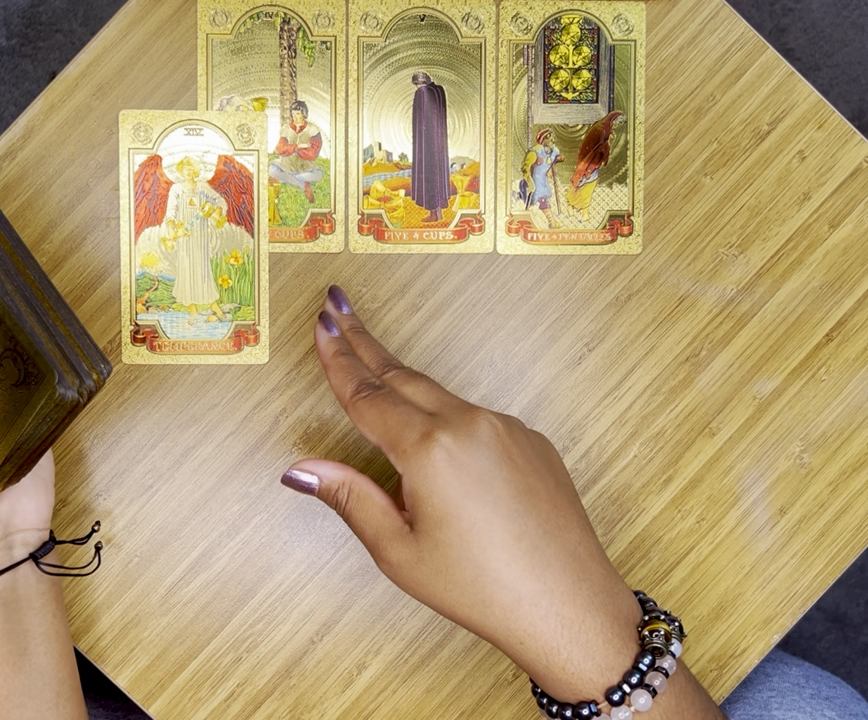 V
XIV
CUPS.
FIVE of CUPS.
FIVE of PENTACLES.
TEMPERANCE.